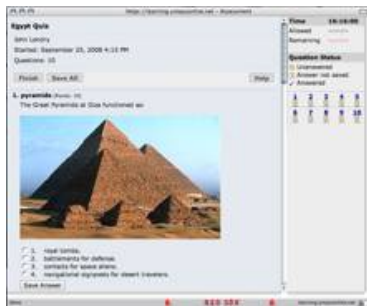 Egypt Quiz
John Landry
Started: September 25, 2008 4:15 PM
Questions: 10
Finish
Save All
Help
1. pyramids (Points: 10)
The Great Pyramids at Giza functioned as:
1. royal tombs.
2. battlements for defense.
3. contacts for space aliens.
4. navigational signposts for desert travelers.
Save Answer
Time
Allowed
Remaining
Question Status
Unanswered
Answer not saved
Answered
1 2 3 4 5
6 7 8 9 10